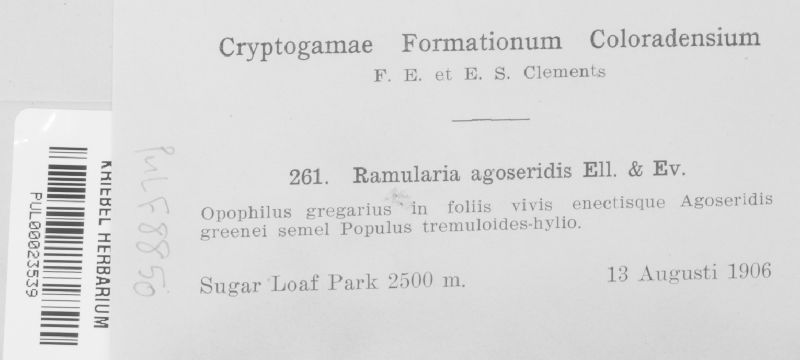 Cryptogamae Formationum Coloradensium
F. E. et E. S. Clements
261. Ramularia agoseridis Ell. & Ev.
Opophilus gregarius in foliis vivis enectisque Agoseridis
greenei semel Populus tremuloides-hylio.
Sugar Loaf Park 2500 m.
13 Augusti 1906
PUL F8850
KRIEBEL HERBARIUM
PUL00023539